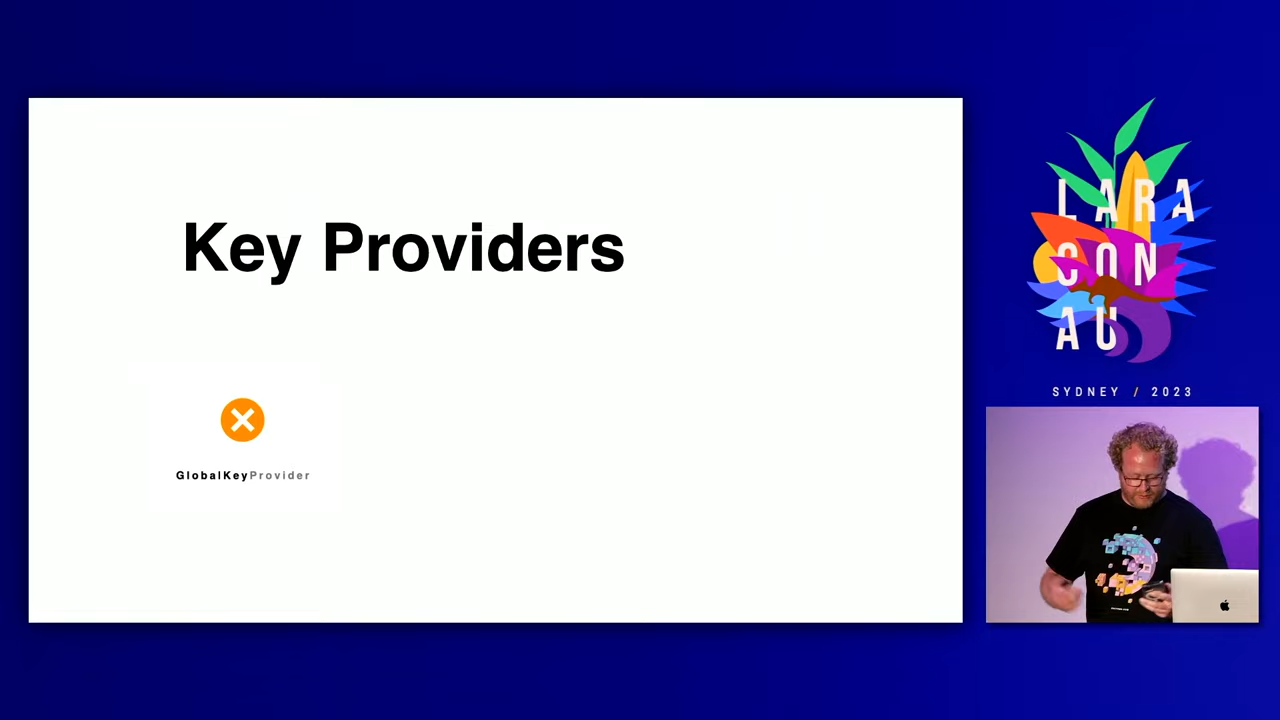 Key Providers
GlobalKeyProvider
LARA
CON
AU
SYDNEY / 2023